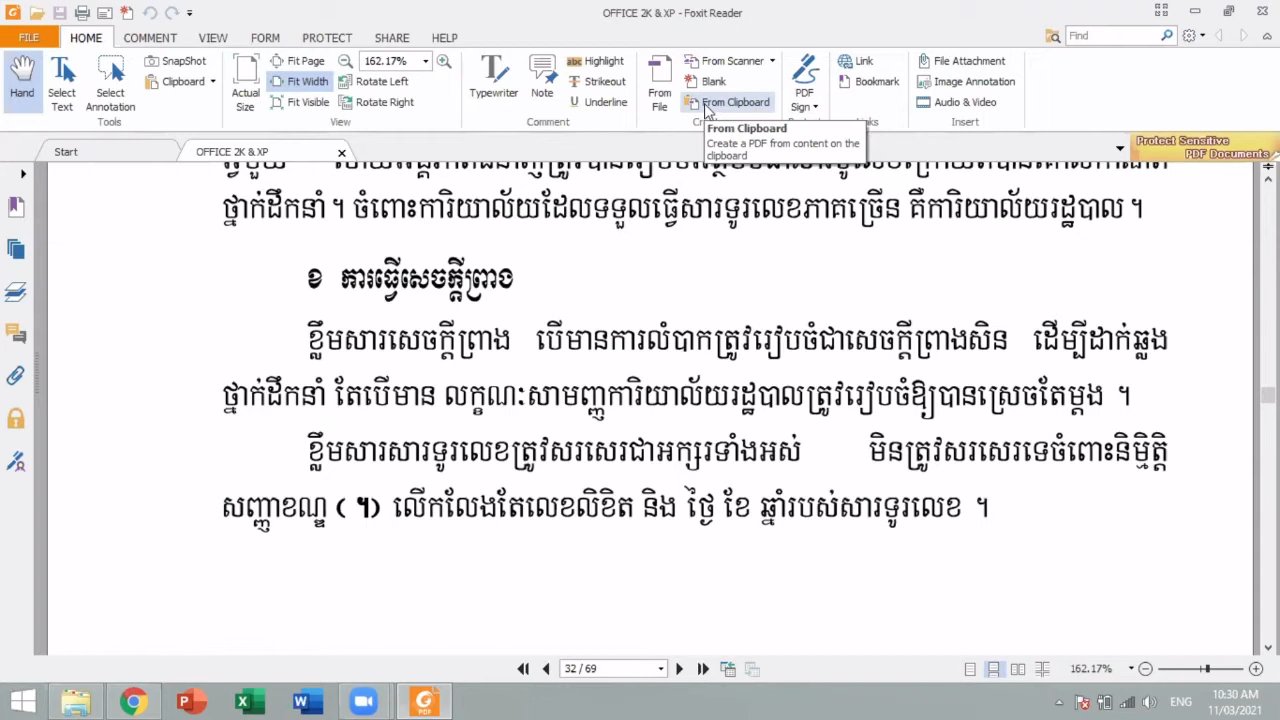 OFFICE 2K & XP - Foxit Reader
FILE HOME COMMENT VIEW FORM PROTECT SHARE HELP Find
Hand
Select Text
Select Annotation
SnapShot
Clipboard
Tools
Actual Size
Fit Page
Fit Width
Fit Visible
162.17%
Rotate Left
Rotate Right
View
Typewriter
Note
Highlight
Strikeout
Underline
Comment
From File
From Scanner
Blank
From Clipboard
PDF Sign
Link
Bookmark
File Attachment
Image Annotation
Audio & Video
Insert
From Clipboard
Create a PDF from content on the
clipboard
Start OFFICE 2K & XP
Protect Sensitive
PDF Documents
ថ្នាក់ដឹកនាំ ។ ចំពោះការិយាល័យដែលទទួលធ្វើសារទូរលេខភាគច្រើន គឺការិយាល័យរដ្ឋបាល ។
ខ ការធ្វើសេចក្តីព្រាង
ខ្លឹមសារសេចក្តីព្រាង បើមានការលំបាកត្រូវរៀបចំជាសេចក្តីព្រាងសិន ដើម្បីដាក់ឆ្លង
ថ្នាក់ដឹកនាំ តែបើមាន លក្ខណៈសាមញ្ញការិយាល័យរដ្ឋបាលត្រូវរៀបចំឱ្យបានស្រេចតែម្តង ។
ខ្លឹមសារសារទូរលេខត្រូវសរសេរជាអក្សរទាំងអស់ មិនត្រូវសរសេរទេចំពោះនិម្មិត្តិ
សញ្ញាខណ្ឌ ( ។) លើកលែងតែលេខលិខិត និង ថ្ងៃ ខែ ឆ្នាំរបស់សារទូរលេខ ។
32 / 69 162.17%
ENG 10:30 AM
11/03/2021